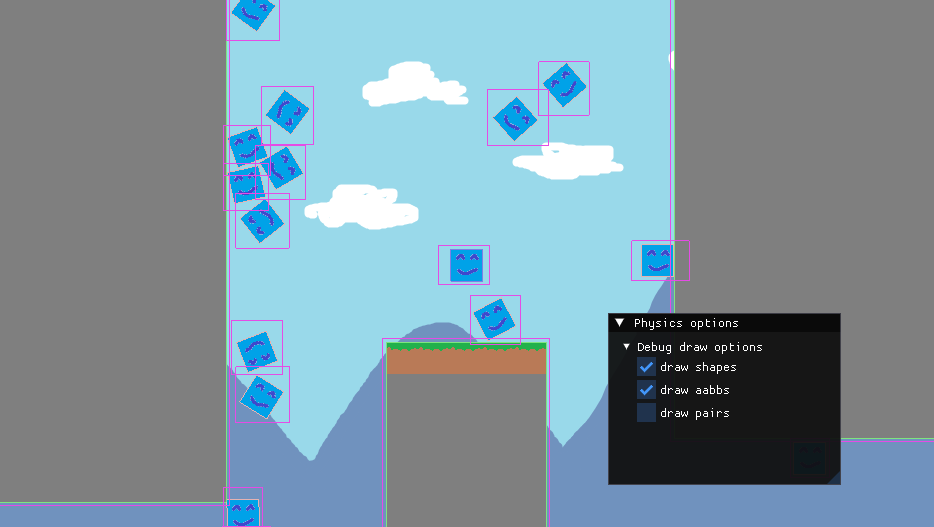 Physics options
Debug draw options
draw shapes
draw aabbs
draw pairs